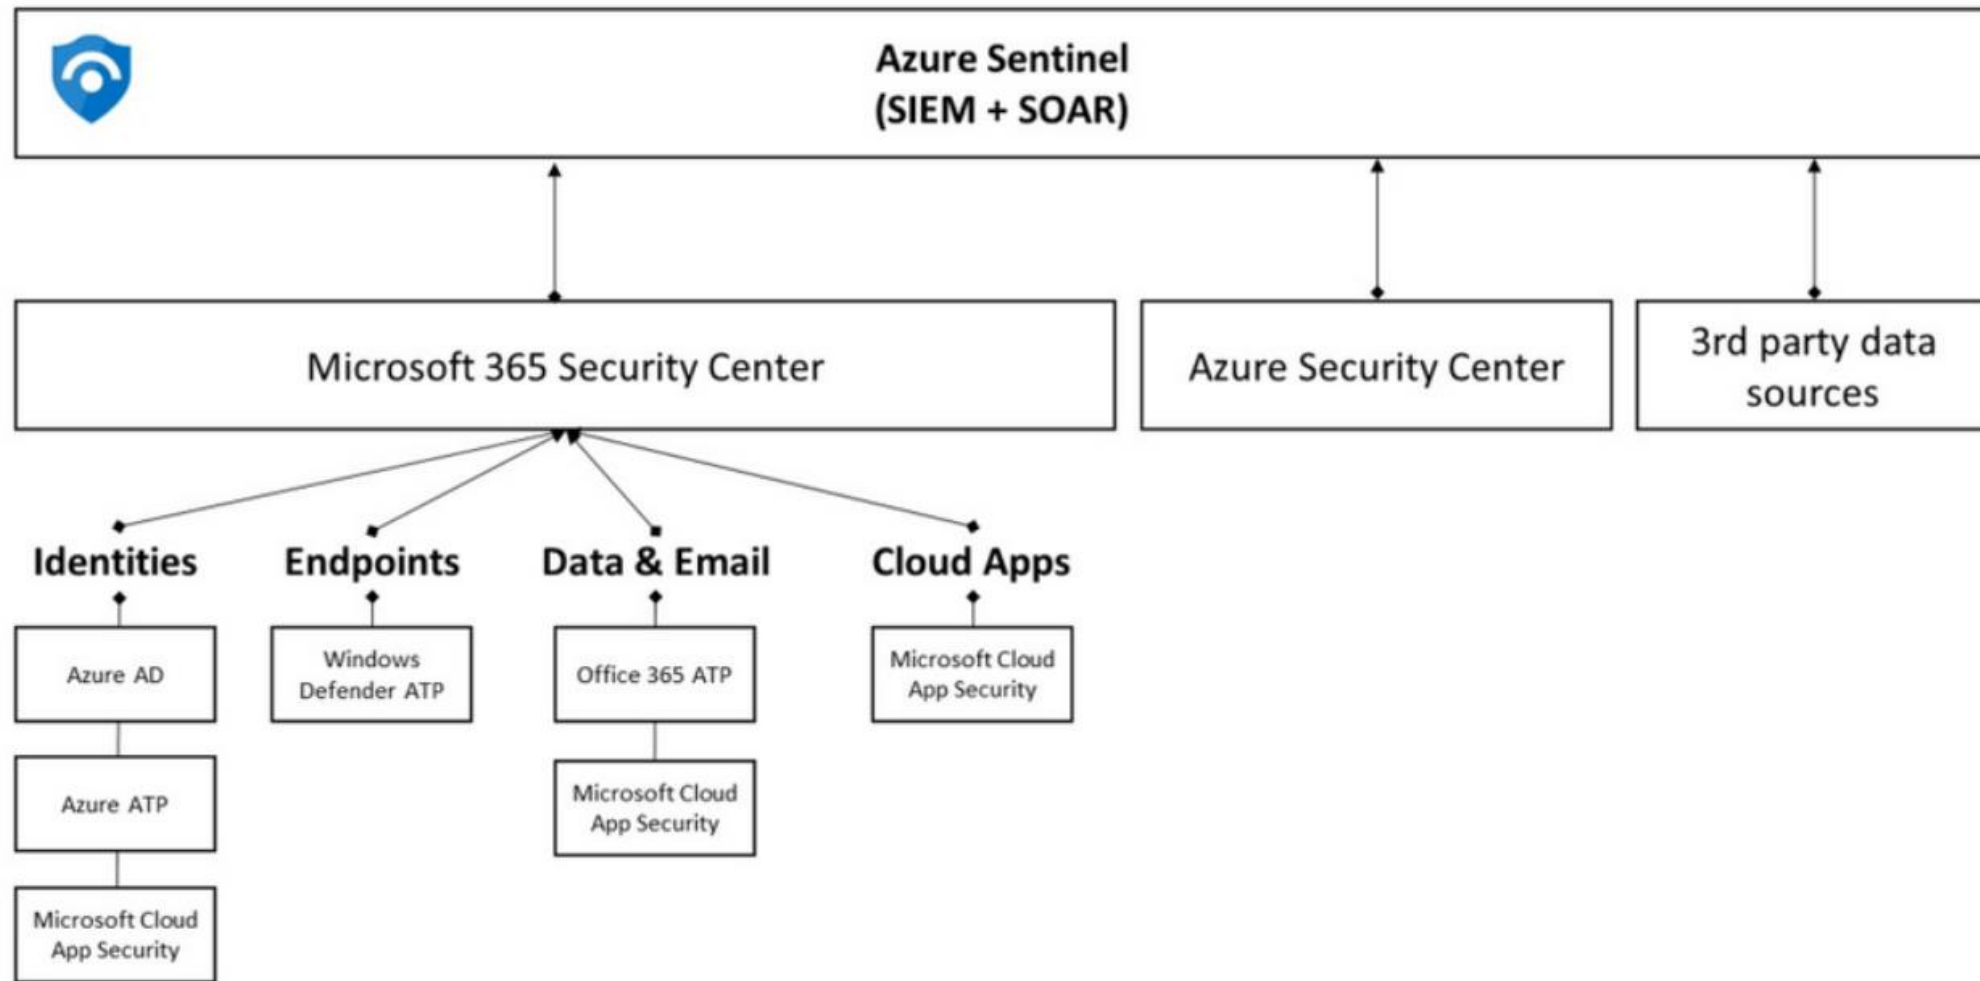 Azure Sentinel
(SIEM + SOAR)
Microsoft 365 Security Center
Azure Security Center
3rd party data
sources
Identities
Endpoints
Data & Email
Cloud Apps
Azure AD
Windows
Defender ATP
Office 365 ATP
Microsoft Cloud
App Security
Azure ATP
Microsoft Cloud
App Security
Microsoft Cloud
App Security